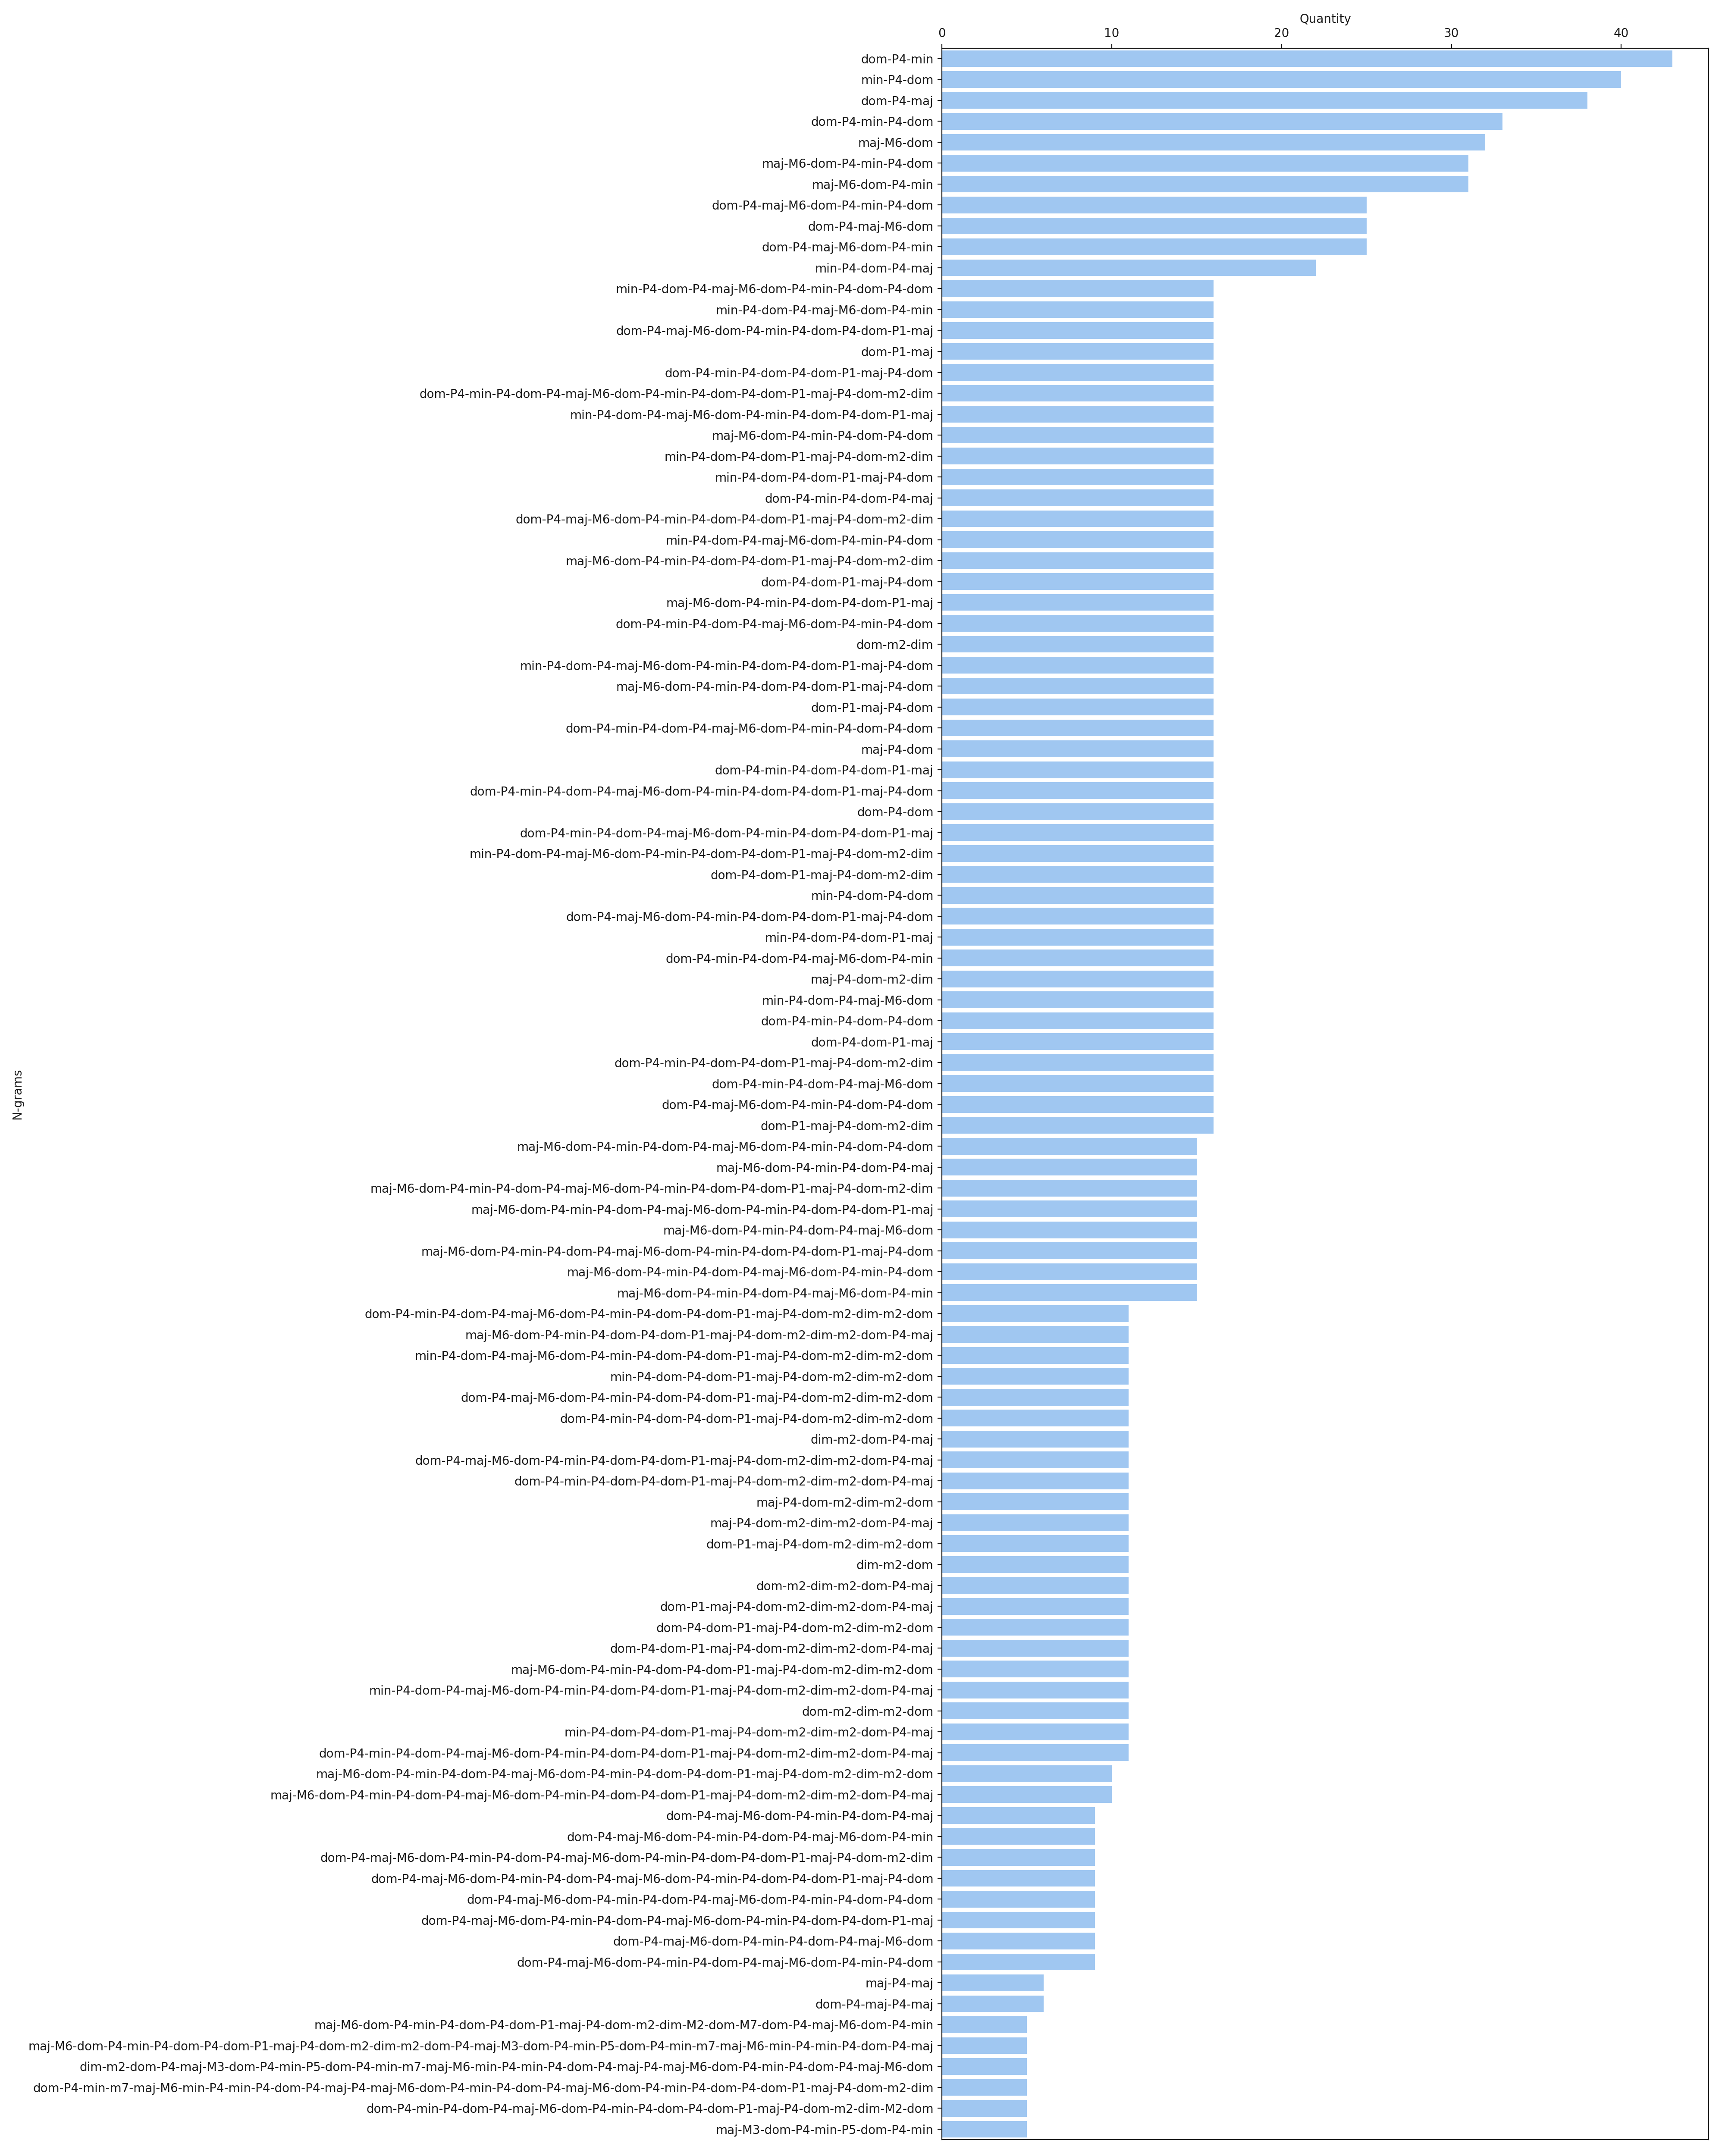 Quantity
0 10 20 30 40
dom-P4-min
min-P4-dom
dom-P4-maj
dom-P4-min-P4-dom
maj-M6-dom
maj-M6-dom-P4-min-P4-dom
maj-M6-dom-P4-min
dom-P4-maj-M6-dom-P4-min-P4-dom
dom-P4-maj-M6-dom
dom-P4-maj-M6-dom-P4-min
min-P4-dom-P4-maj
min-P4-dom-P4-maj-M6-dom-P4-min-P4-dom-P4-dom
min-P4-dom-P4-maj-M6-dom-P4-min
dom-P4-maj-M6-dom-P4-min-P4-dom-P4-dom-P1-maj
dom-P1-maj
dom-P4-min-P4-dom-P4-dom-P1-maj-P4-dom
dom-P4-min-P4-dom-P4-maj-M6-dom-P4-min-P4-dom-P4-dom-P1-maj-P4-dom-m2-dim
min-P4-dom-P4-maj-M6-dom-P4-min-P4-dom-P4-dom-P1-maj
maj-M6-dom-P4-min-P4-dom-P4-dom
min-P4-dom-P4-dom-P1-maj-P4-dom-m2-dim
min-P4-dom-P4-dom-P1-maj-P4-dom
dom-P4-min-P4-dom-P4-maj
dom-P4-maj-M6-dom-P4-min-P4-dom-P4-dom-P1-maj-P4-dom-m2-dim
min-P4-dom-P4-maj-M6-dom-P4-min-P4-dom
maj-M6-dom-P4-min-P4-dom-P4-dom-P1-maj-P4-dom-m2-dim
dom-P4-dom-P1-maj-P4-dom
maj-M6-dom-P4-min-P4-dom-P4-dom-P1-maj
dom-P4-min-P4-dom-P4-maj-M6-dom-P4-min-P4-dom
dom-m2-dim
min-P4-dom-P4-maj-M6-dom-P4-min-P4-dom-P4-dom-P1-maj-P4-dom
maj-M6-dom-P4-min-P4-dom-P4-dom-P1-maj-P4-dom
dom-P1-maj-P4-dom
dom-P4-min-P4-dom-P4-maj-M6-dom-P4-min-P4-dom-P4-dom
maj-P4-dom
dom-P4-min-P4-dom-P4-dom-P1-maj
dom-P4-min-P4-dom-P4-maj-M6-dom-P4-min-P4-dom-P4-dom-P1-maj-P4-dom
dom-P4-dom
dom-P4-min-P4-dom-P4-maj-M6-dom-P4-min-P4-dom-P4-dom-P1-maj
min-P4-dom-P4-maj-M6-dom-P4-min-P4-dom-P4-dom-P1-maj-P4-dom-m2-dim
dom-P4-dom-P1-maj-P4-dom-m2-dim
min-P4-dom-P4-dom
dom-P4-maj-M6-dom-P4-min-P4-dom-P4-dom-P1-maj-P4-dom
min-P4-dom-P4-dom-P1-maj
dom-P4-min-P4-dom-P4-maj-M6-dom-P4-min
maj-P4-dom-m2-dim
min-P4-dom-P4-maj-M6-dom
dom-P4-min-P4-dom-P4-dom
dom-P4-dom-P1-maj
dom-P4-min-P4-dom-P4-dom-P1-maj-P4-dom-m2-dim
dom-P4-min-P4-dom-P4-maj-M6-dom
dom-P4-maj-M6-dom-P4-min-P4-dom-P4-dom
dom-P1-maj-P4-dom-m2-dim
maj-M6-dom-P4-min-P4-dom-P4-maj-M6-dom-P4-min-P4-dom-P4-dom
maj-M6-dom-P4-min-P4-dom-P4-maj
maj-M6-dom-P4-min-P4-dom-P4-maj-M6-dom-P4-min-P4-dom-P4-dom-P1-maj-P4-dom-m2-dim
maj-M6-dom-P4-min-P4-dom-P4-maj-M6-dom-P4-min-P4-dom-P4-dom-P1-maj
maj-M6-dom-P4-min-P4-dom-P4-maj-M6-dom
maj-M6-dom-P4-min-P4-dom-P4-maj-M6-dom-P4-min-P4-dom-P4-dom-P1-maj-P4-dom
maj-M6-dom-P4-min-P4-dom-P4-maj-M6-dom-P4-min-P4-dom
maj-M6-dom-P4-min-P4-dom-P4-maj-M6-dom-P4-min
dom-P4-min-P4-dom-P4-maj-M6-dom-P4-min-P4-dom-P4-dom-P1-maj-P4-dom-m2-dim-m2-dom
maj-M6-dom-P4-min-P4-dom-P4-dom-P1-maj-P4-dom-m2-dim-m2-dom-P4-maj
min-P4-dom-P4-maj-M6-dom-P4-min-P4-dom-P4-dom-P1-maj-P4-dom-m2-dim-m2-dom
min-P4-dom-P4-dom-P1-maj-P4-dom-m2-dim-m2-dom
dom-P4-maj-M6-dom-P4-min-P4-dom-P4-dom-P1-maj-P4-dom-m2-dim-m2-dom
dom-P4-min-P4-dom-P4-dom-P1-maj-P4-dom-m2-dim-m2-dom
dim-m2-dom-P4-maj
dom-P4-maj-M6-dom-P4-min-P4-dom-P4-dom-P1-maj-P4-dom-m2-dim-m2-dom-P4-maj
dom-P4-min-P4-dom-P4-dom-P1-maj-P4-dom-m2-dim-m2-dom-P4-maj
maj-P4-dom-m2-dim-m2-dom
maj-P4-dom-m2-dim-m2-dom-P4-maj
dom-P1-maj-P4-dom-m2-dim-m2-dom
dim-m2-dom
dom-m2-dim-m2-dom-P4-maj
dom-P1-maj-P4-dom-m2-dim-m2-dom-P4-maj
dom-P4-dom-P1-maj-P4-dom-m2-dim-m2-dom
dom-P4-dom-P1-maj-P4-dom-m2-dim-m2-dom-P4-maj
maj-M6-dom-P4-min-P4-dom-P4-dom-P1-maj-P4-dom-m2-dim-m2-dom
min-P4-dom-P4-maj-M6-dom-P4-min-P4-dom-P4-dom-P1-maj-P4-dom-m2-dim-m2-dom-P4-maj
dom-m2-dim-m2-dom
min-P4-dom-P4-dom-P1-maj-P4-dom-m2-dim-m2-dom-P4-maj
dom-P4-min-P4-dom-P4-maj-M6-dom-P4-min-P4-dom-P4-dom-P1-maj-P4-dom-m2-dim-m2-dom-P4-maj
maj-M6-dom-P4-min-P4-dom-P4-maj-M6-dom-P4-min-P4-dom-P4-dom-P1-maj-P4-dom-m2-dim-m2-dom
maj-M6-dom-P4-min-P4-dom-P4-maj-M6-dom-P4-min-P4-dom-P4-dom-P1-maj-P4-dom-m2-dim-m2-dom-P4-maj
dom-P4-maj-M6-dom-P4-min-P4-dom-P4-maj
dom-P4-maj-M6-dom-P4-min-P4-dom-P4-maj-M6-dom-P4-min
dom-P4-maj-M6-dom-P4-min-P4-dom-P4-maj-M6-dom-P4-min-P4-dom-P4-dom-P1-maj-P4-dom-m2-dim
dom-P4-maj-M6-dom-P4-min-P4-dom-P4-maj-M6-dom-P4-min-P4-dom-P4-dom-P1-maj-P4-dom
dom-P4-maj-M6-dom-P4-min-P4-dom-P4-maj-M6-dom-P4-min-P4-dom-P4-dom
dom-P4-maj-M6-dom-P4-min-P4-dom-P4-maj-M6-dom-P4-min-P4-dom-P4-dom-P1-maj
dom-P4-maj-M6-dom-P4-min-P4-dom-P4-maj-M6-dom
dom-P4-maj-M6-dom-P4-min-P4-dom-P4-maj-M6-dom-P4-min-P4-dom
maj-P4-maj
dom-P4-maj-P4-maj
maj-M6-dom-P4-min-P4-dom-P4-dom-P1-maj-P4-dom-m2-dim-M2-dom-M7-dom-P4-maj-M6-dom-P4-min
maj-M6-dom-P4-min-P4-dom-P4-dom-P1-maj-P4-dom-m2-dim-m2-dom-P4-maj-M3-dom-P4-min-P5-dom-P4-min-m7-maj-M6-min-P4-min-P4-dom-P4-maj
dim-m2-dom-P4-maj-M3-dom-P4-min-P5-dom-P4-min-m7-maj-M6-min-P4-min-P4-dom-P4-maj-P4-maj-M6-dom-P4-min-P4-dom-P4-maj-M6-dom
dom-P4-min-m7-maj-M6-min-P4-min-P4-dom-P4-maj-P4-maj-M6-dom-P4-min-P4-dom-P4-maj-M6-dom-P4-min-P4-dom-P4-dom-P1-maj-P4-dom-m2-dim
dom-P4-min-P4-dom-P4-maj-M6-dom-P4-min-P4-dom-P4-dom-P1-maj-P4-dom-m2-dim-M2-dom
maj-M3-dom-P4-min-P5-dom-P4-min
N-grams